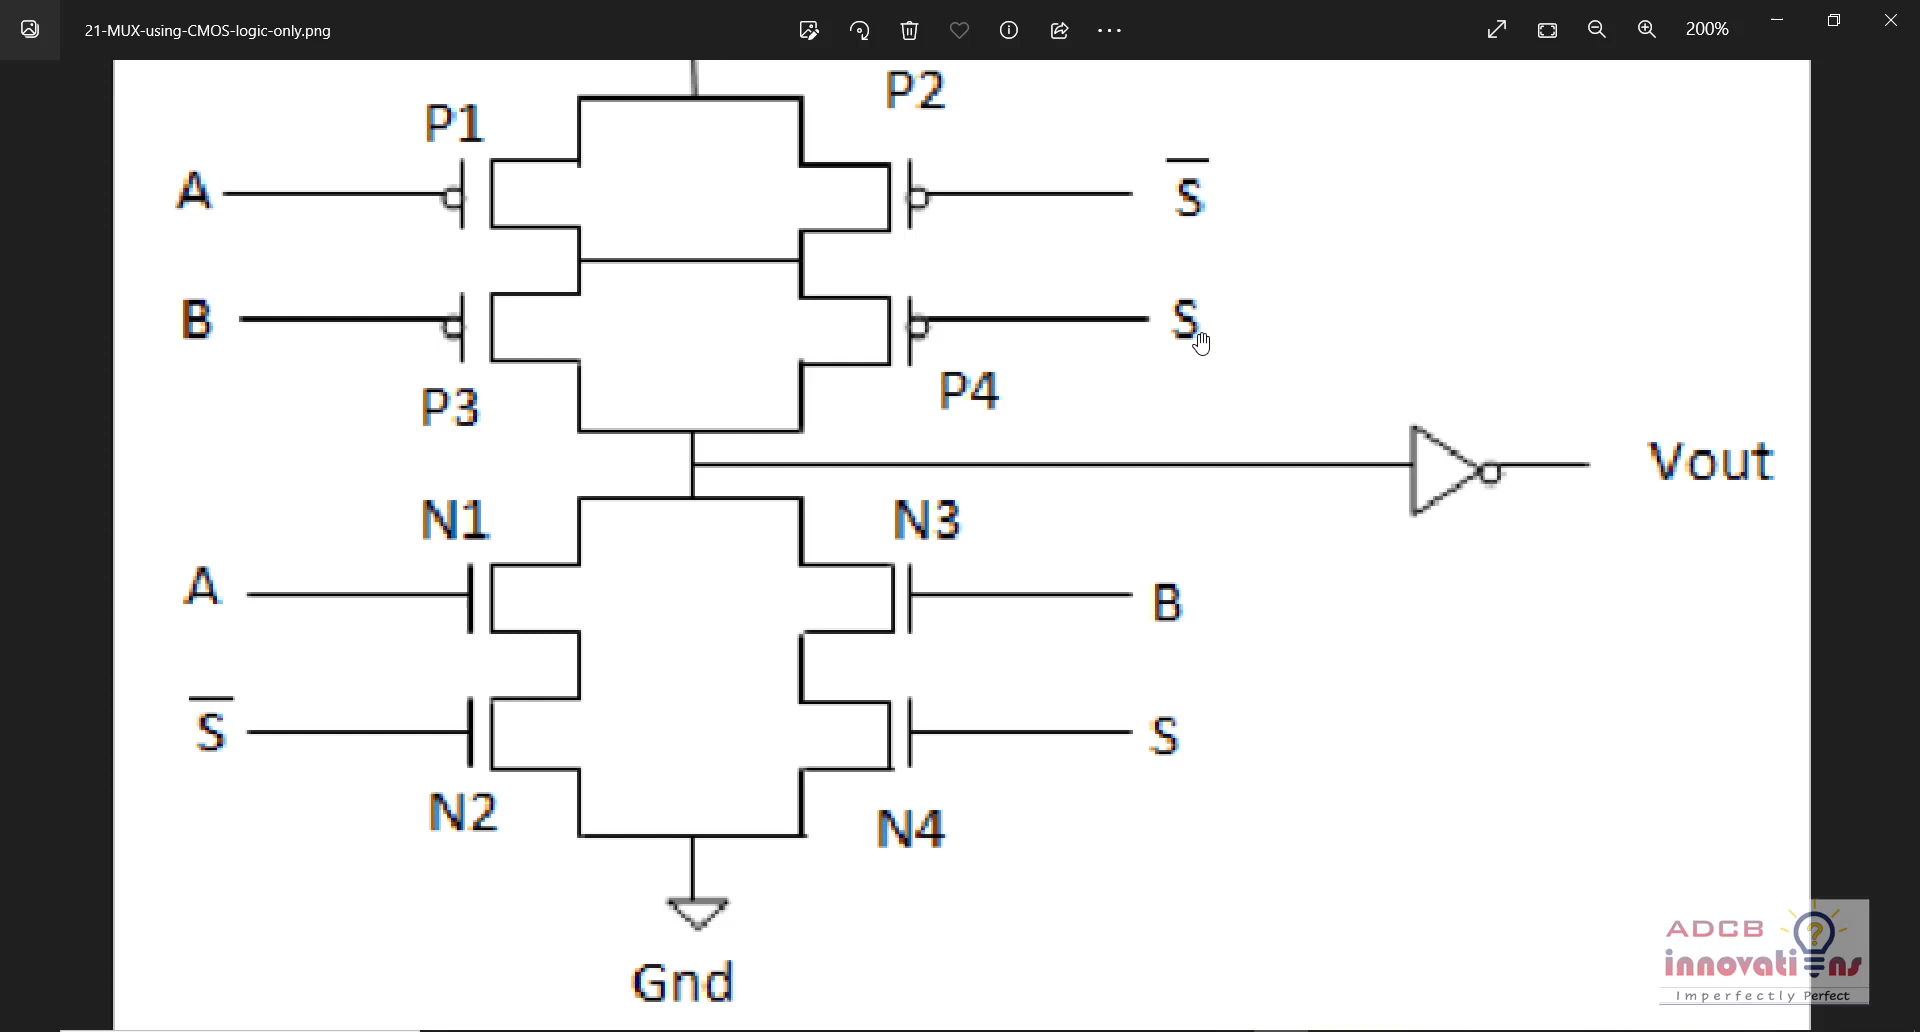 21-MUX-using-CMOS-logic-only.png
200%
P1
P2
A
S̅
B
S
P3
P4
Vout
N1
N3
A
B
S̅
S
N2
N4
Gnd
ADCB
innovations
Imperfectly Perfect